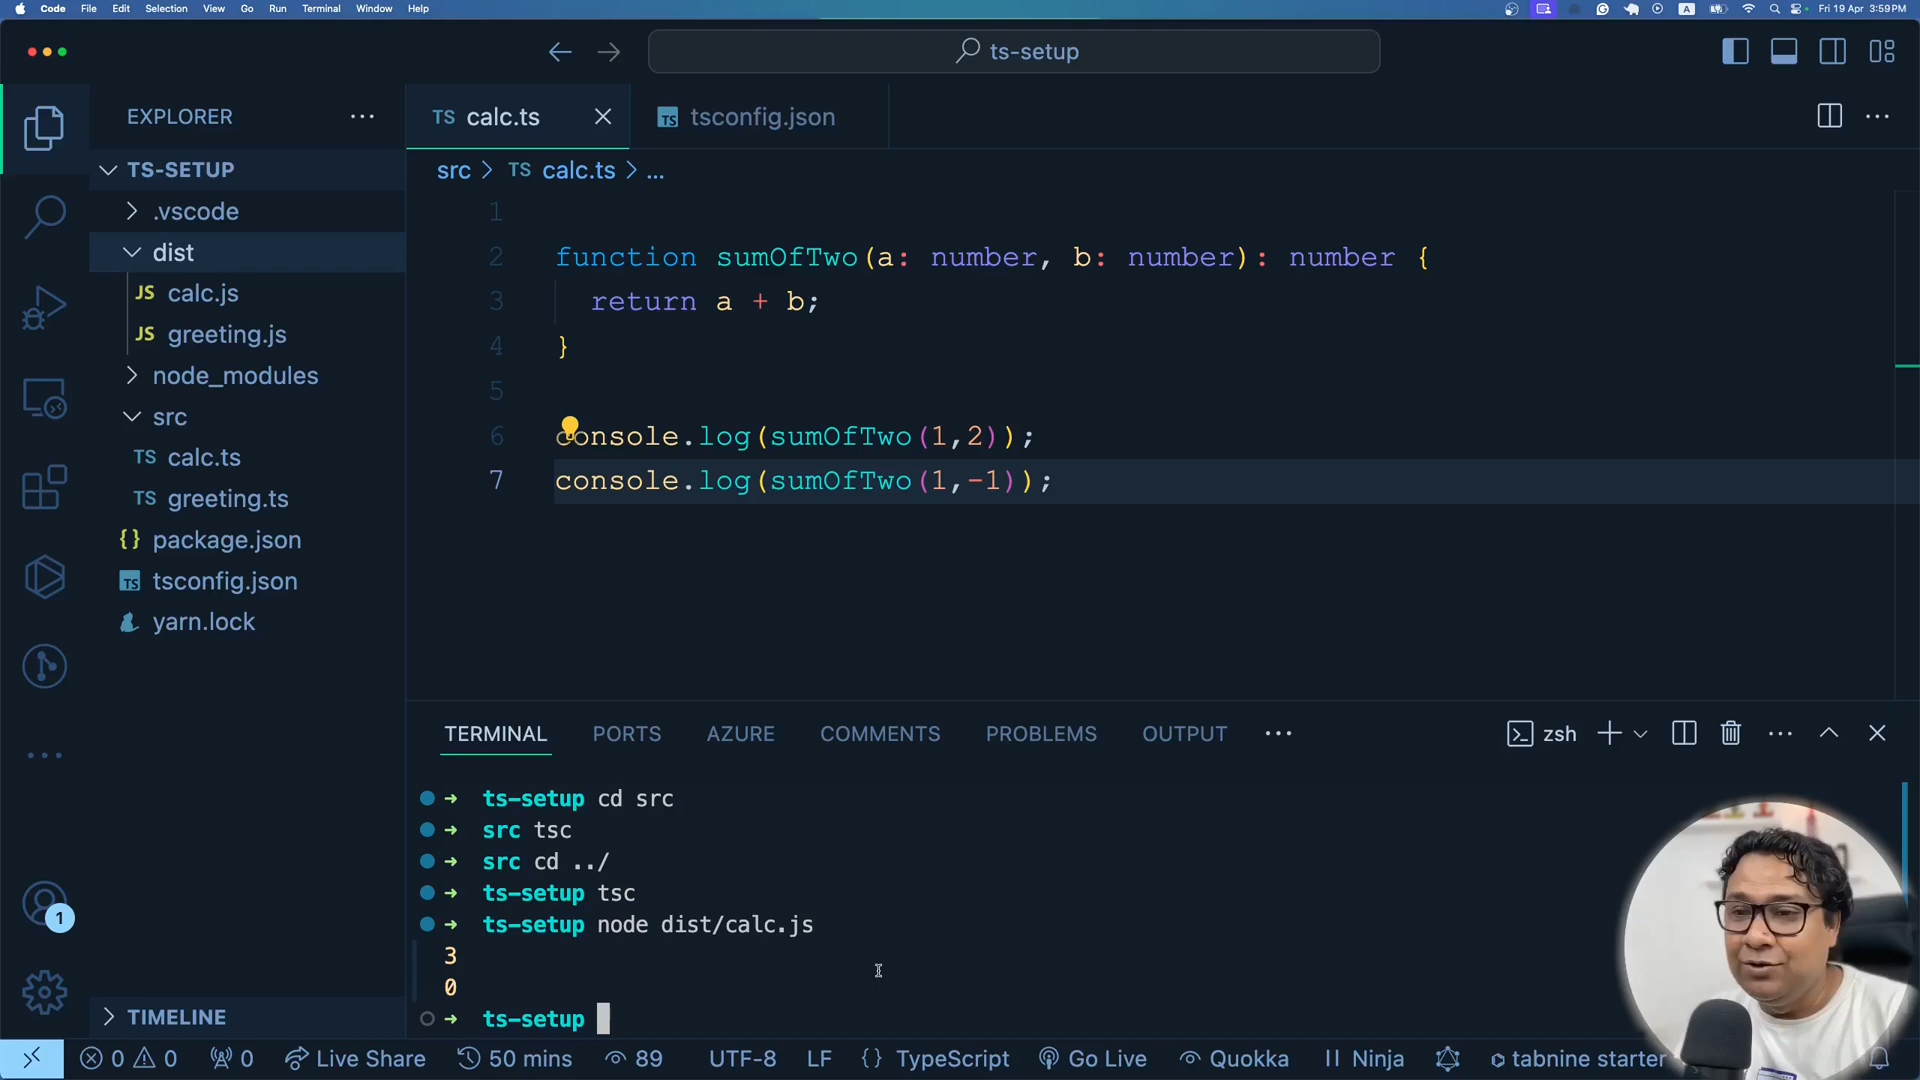 Code File Edit Selection View Go Run Terminal Window Help
A
Fri 19 Apr 3:59PM
ts-setup
EXPLORER
TS-SETUP
.vscode
dist
JS calc.js
JS greeting.js
node_modules
src
TS calc.ts
TS greeting.ts
{} package.json
TS tsconfig.json
yarn.lock
TIMELINE
1
TS calc.ts
TS tsconfig.json
src > TS calc.ts > ...
1
2 function sumOfTwo(a: number, b: number): number {
3 return a + b;
4 }
5
6 console.log(sumOfTwo(1,2));
7 console.log(sumOfTwo(1,-1));
TERMINAL PORTS AZURE COMMENTS PROBLEMS OUTPUT
zsh
→ ts-setup cd src
→ src tsc
→ src cd ../
→ ts-setup tsc
→ ts-setup node dist/calc.js
3
0
→ ts-setup
0 0 0 Live Share 50 mins 89 UTF-8 LF {} TypeScript Go Live Quokka Ninja tabnine starter